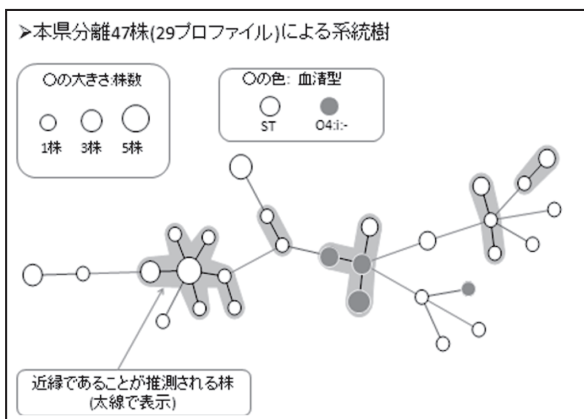 ➢本県分離47株(29プロファイル)による系統樹
○の大きさ:株数
1株 3株 5株
○の色: 血清型
ST O4:i:-
近縁であることが推測される株
(太線で表示)